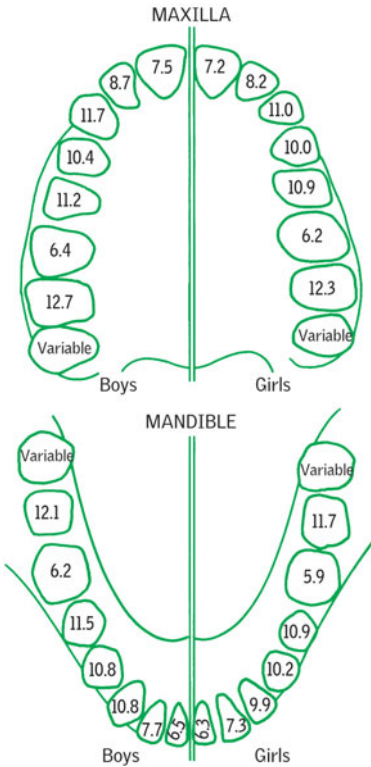 MAXILLA
7.5 7.2
8.7 8.2
11.7 11.0
10.4 10.0
11.2 10.9
6.4 6.2
12.7 12.3
Variable Variable
Boys Girls
MANDIBLE
Variable Variable
12.1 11.7
6.2 5.9
11.5 10.9
10.8 10.2
10.8 9.9
7.7 6.5 6.3 7.3
Boys Girls